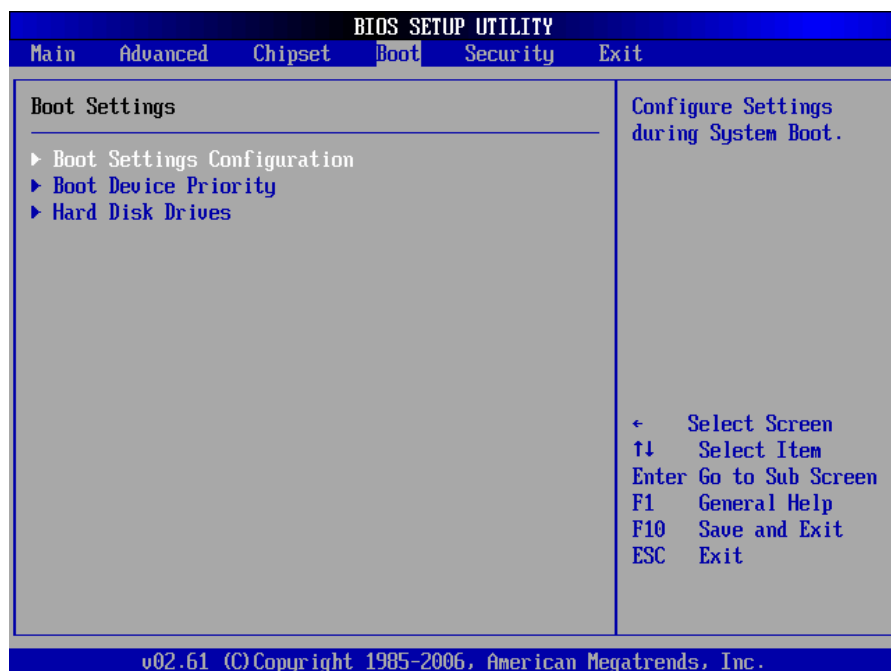 BIOS SETUP UTILITY
Main Advanced Chipset Boot Security Exit
Boot Settings
▶ Boot Settings Configuration
▶ Boot Device Priority
▶ Hard Disk Drives
Configure Settings
during System Boot.
← Select Screen
↑↓ Select Item
Enter Go to Sub Screen
F1 General Help
F10 Save and Exit
ESC Exit
v02.61 (C)Copyright 1985-2006, American Megatrends, Inc.